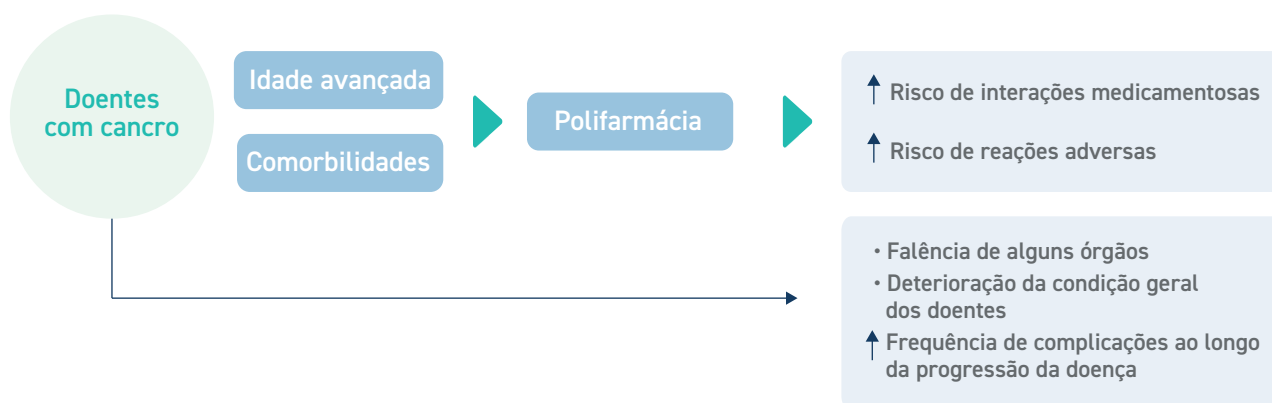 Doentes
com cancro
Idade avançada
Comorbilidades
Polifarmácia
Risco de interações medicamentosas
Risco de reações adversas
• Falência de alguns órgãos
• Deterioração da condição geral
dos doentes
Frequência de complicações ao longo
da progressão da doença